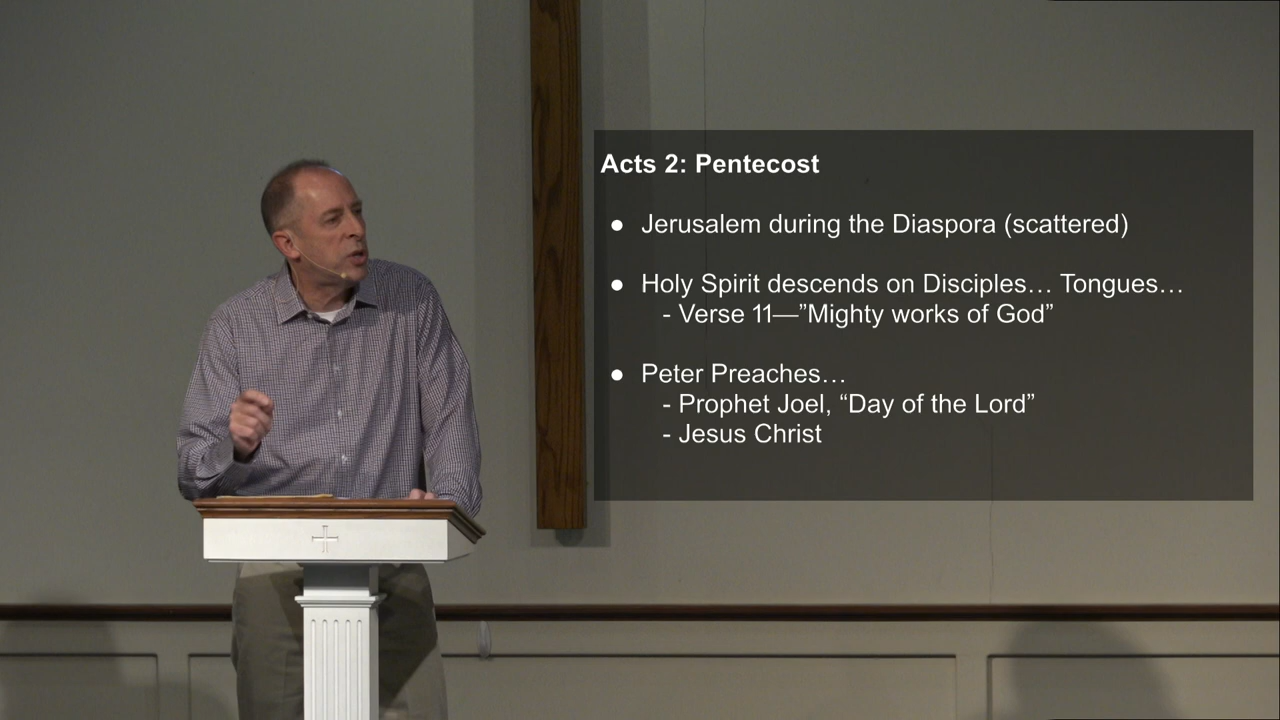 Acts 2: Pentecost
● Jerusalem during the Diaspora (scattered)
● Holy Spirit descends on Disciples… Tongues…
- Verse 11—”Mighty works of God”
● Peter Preaches…
- Prophet Joel, “Day of the Lord”
- Jesus Christ